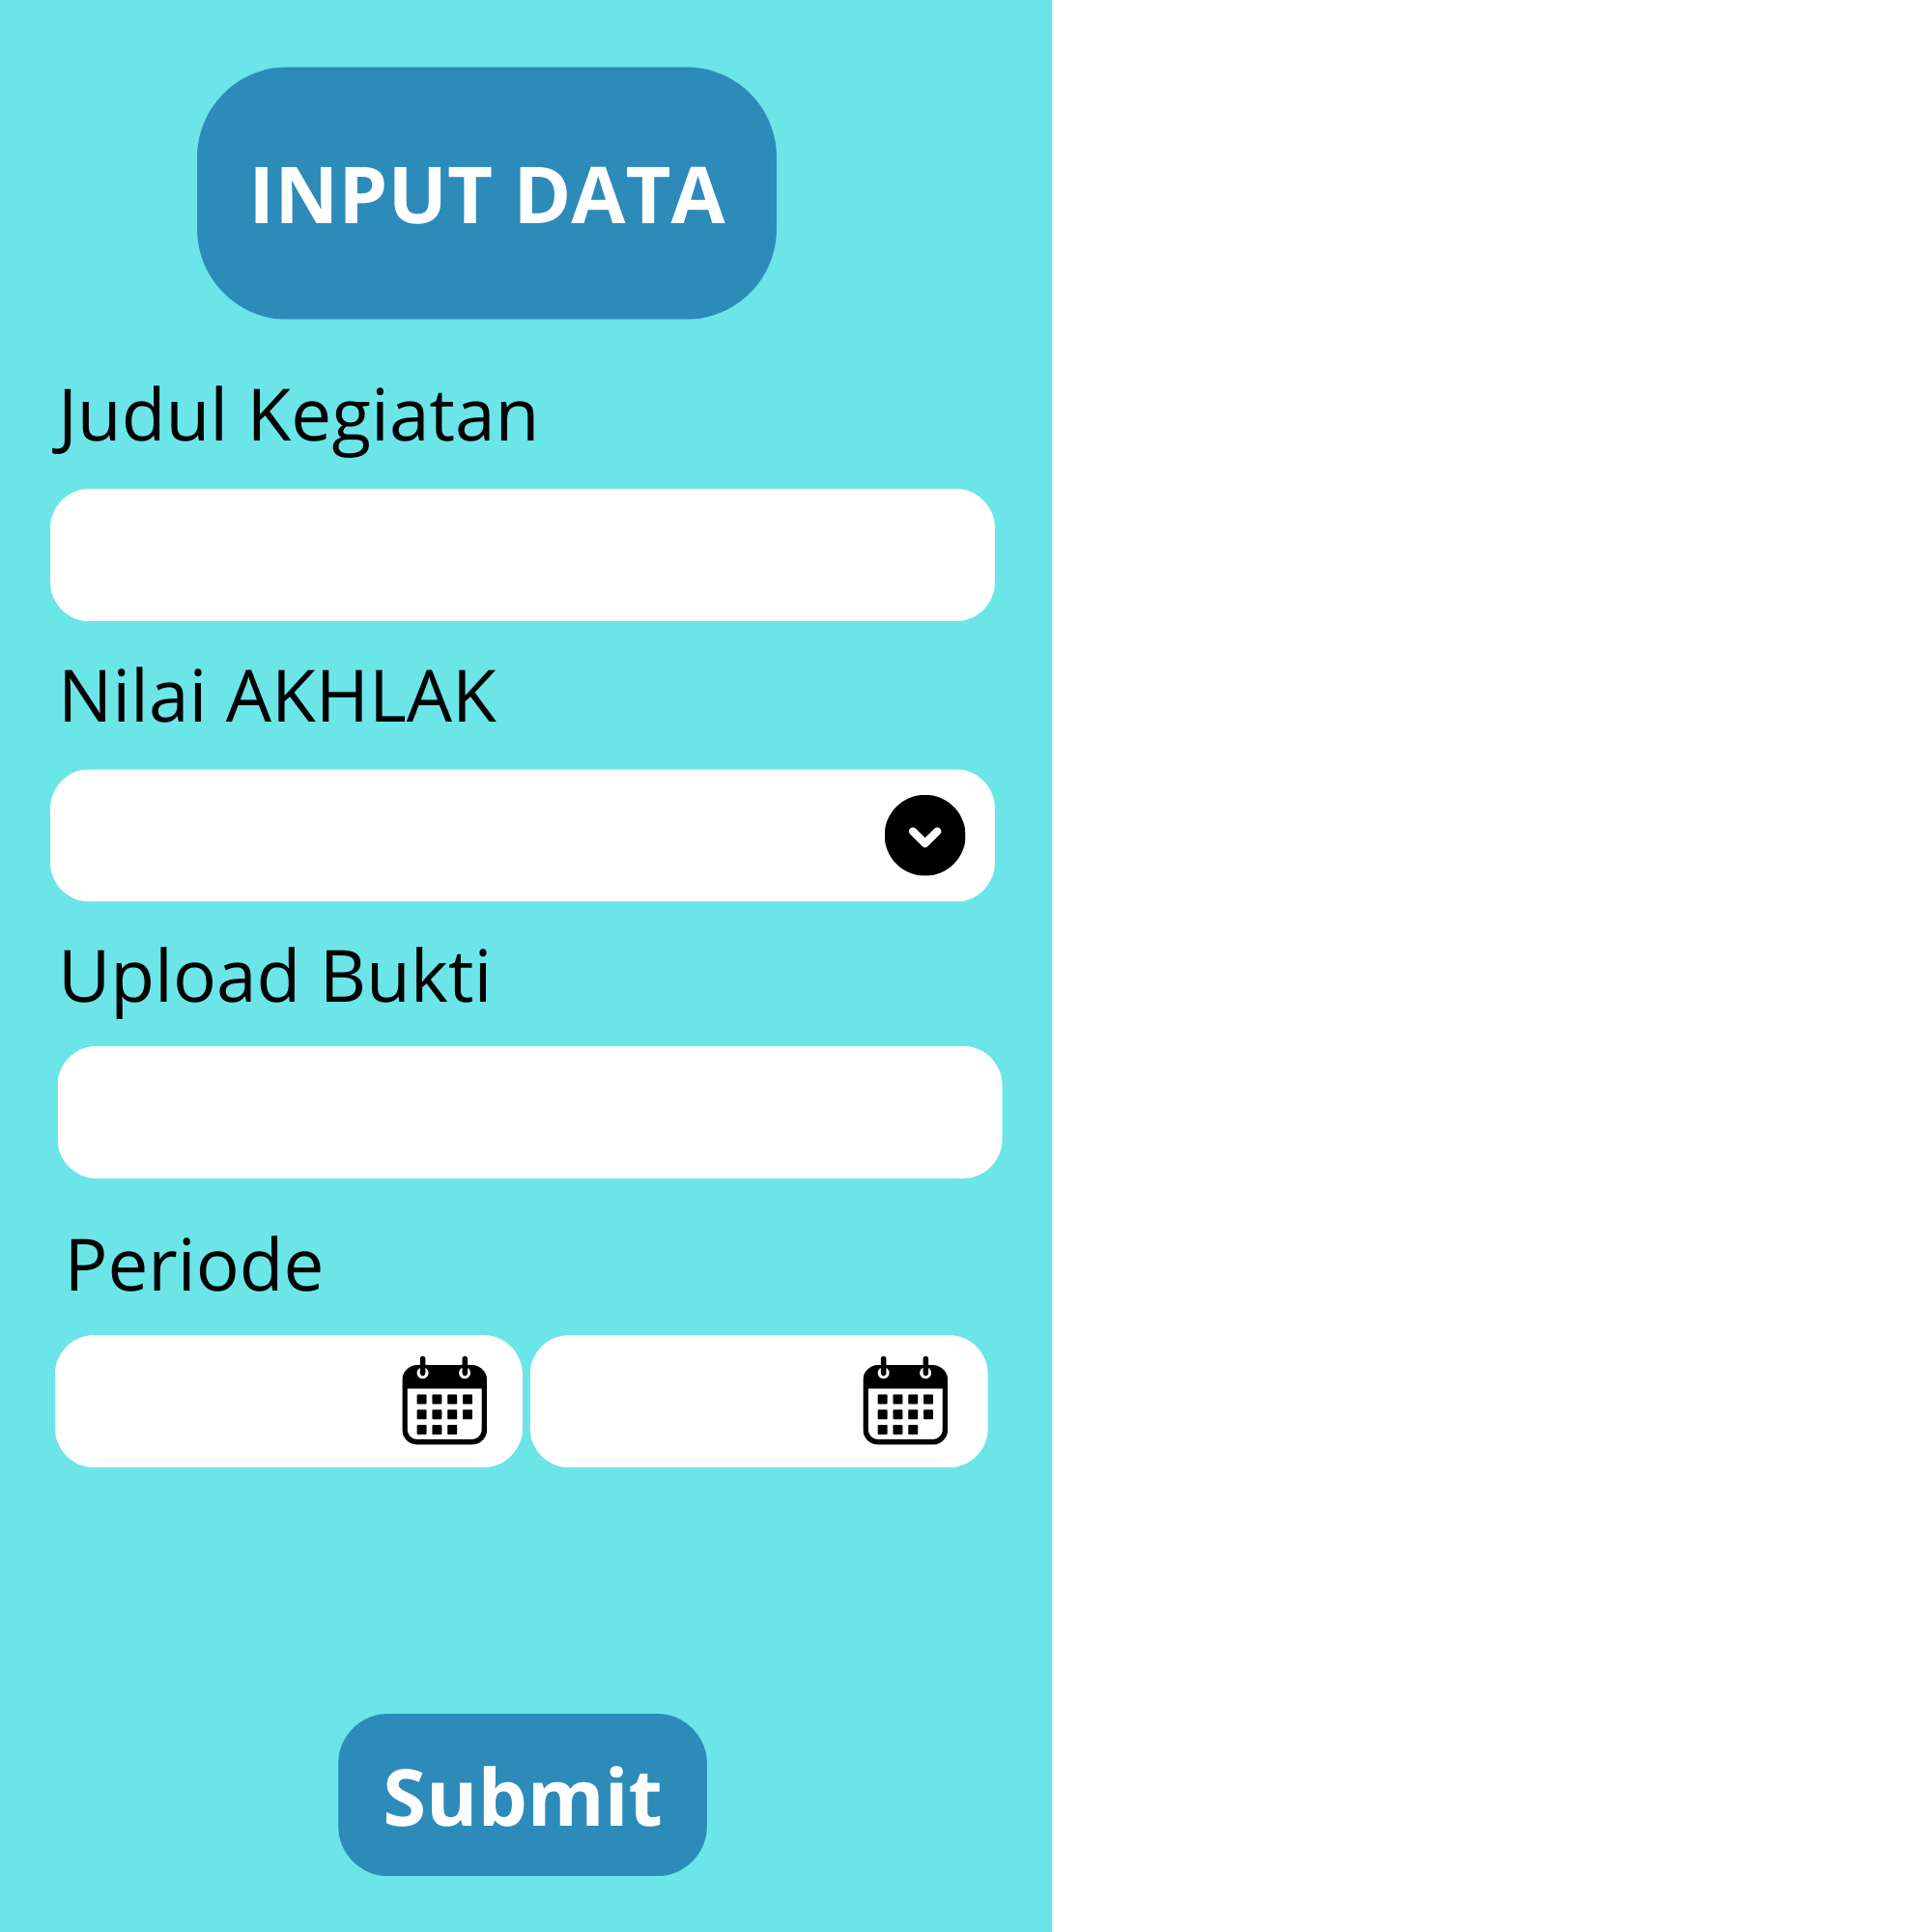 INPUT DATA
Judul Kegiatan
Nilai AKHLAK
Upload Bukti
Periode
Submit